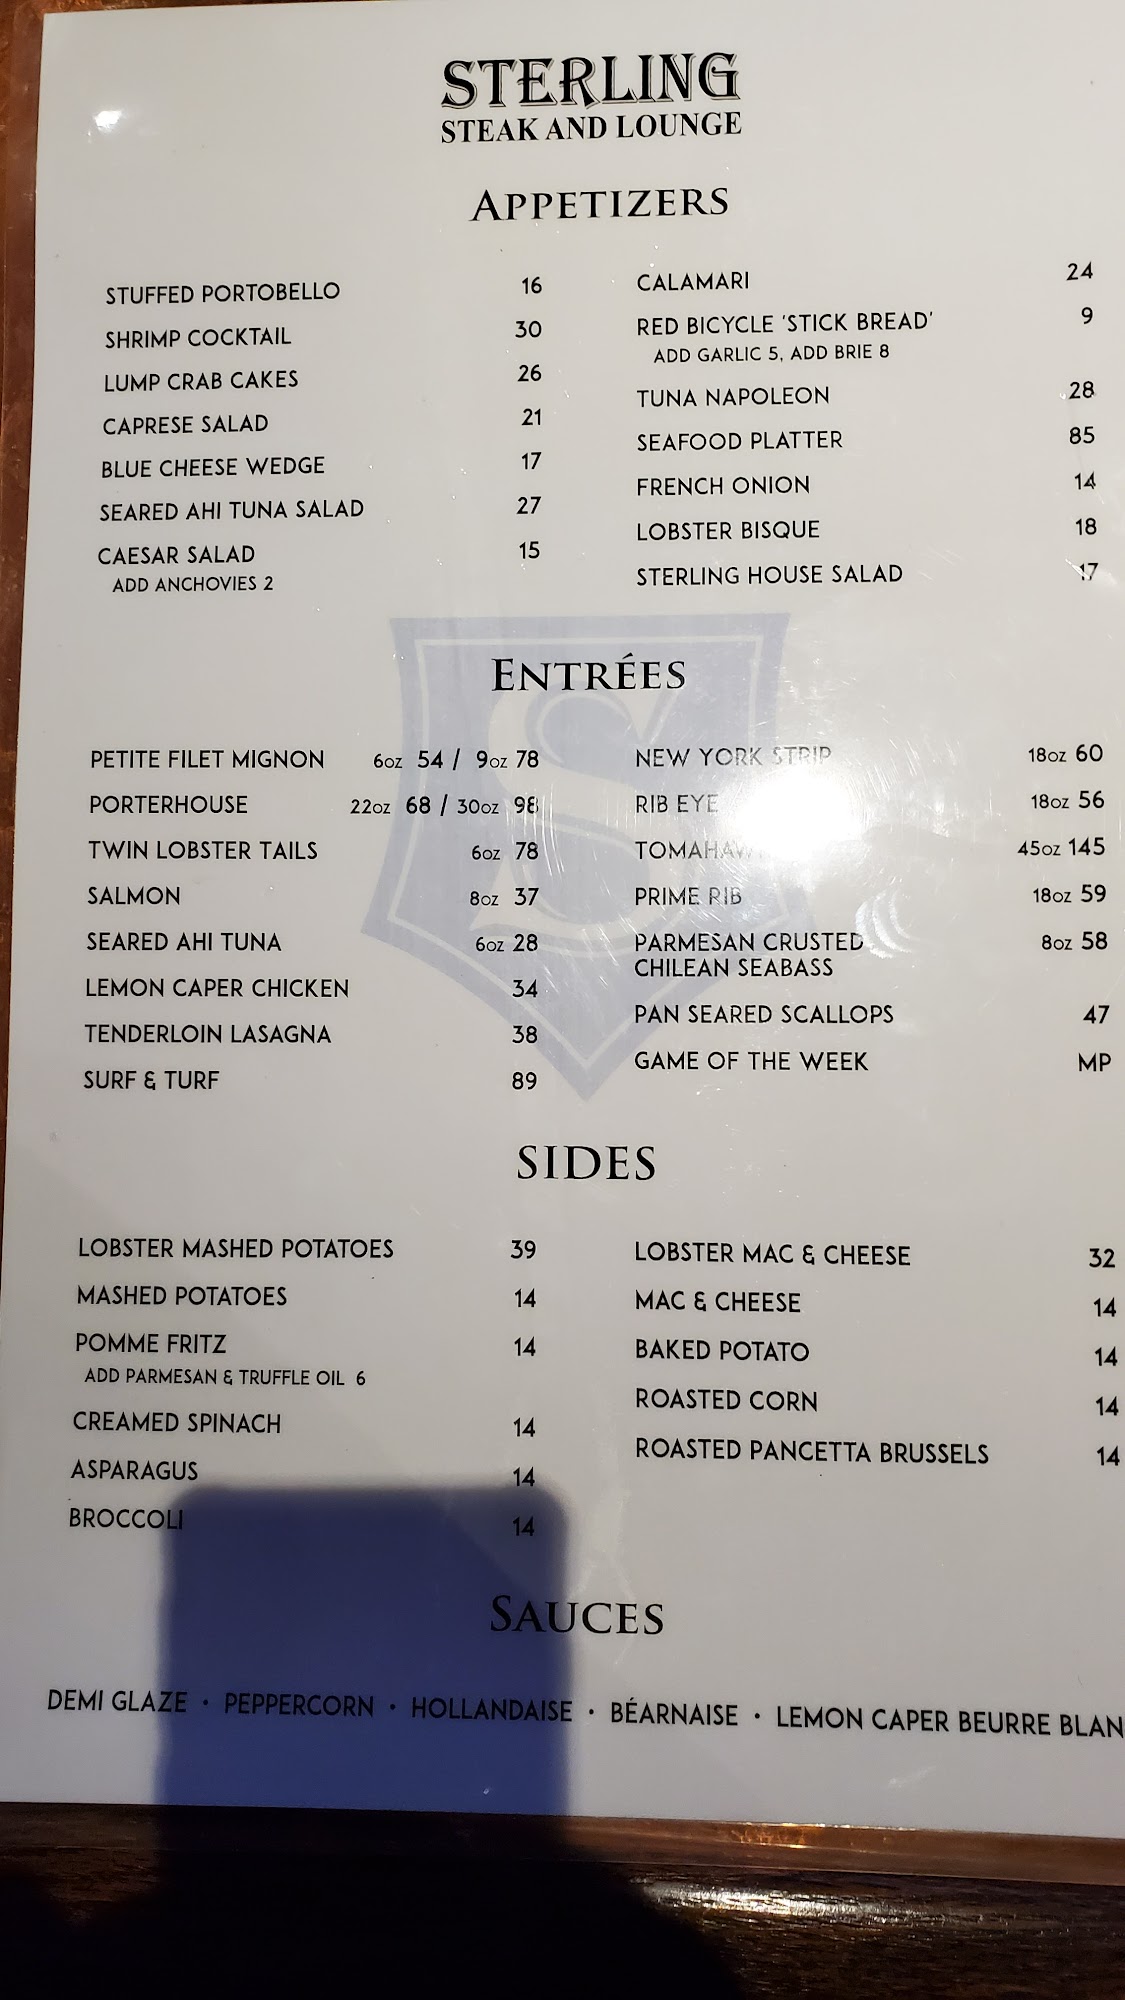 STERLING
STEAK AND LOUNGE
APPETIZERS
STUFFED PORTOBELLO 16
SHRIMP COCKTAIL 30
LUMP CRAB CAKES 26
CAPRESE SALAD 21
BLUE CHEESE WEDGE 17
SEARED AHI TUNA SALAD 27
CAESAR SALAD 15
ADD ANCHOVIES 2
CALAMARI 24
RED BICYCLE 'STICK BREAD' 9
ADD GARLIC 5, ADD BRIE 8
TUNA NAPOLEON 28
SEAFOOD PLATTER 85
FRENCH ONION 14
LOBSTER BISQUE 18
STERLING HOUSE SALAD 17
S
ENTRÉES
PETITE FILET MIGNON 6oz 54 / 9oz 78
PORTERHOUSE 22oz 68 / 30oz 98
TWIN LOBSTER TAILS 6oz 78
SALMON 8oz 37
SEARED AHI TUNA 6oz 28
LEMON CAPER CHICKEN 34
TENDERLOIN LASAGNA 38
SURF & TURF 89
NEW YORK STRIP 18oz 60
RIB EYE 18oz 56
45oz 145
PRIME RIB 18oz 59
PARMESAN CRUSTED 8oz 58
CHILEAN SEABASS
PAN SEARED SCALLOPS 47
GAME OF THE WEEK MP
SIDES
LOBSTER MASHED POTATOES 39
MASHED POTATOES 14
POMME FRITZ 14
ADD PARMESAN & TRUFFLE OIL 6
CREAMED SPINACH 14
ASPARAGUS 14
BROCCOLI 14
LOBSTER MAC & CHEESE 32
MAC & CHEESE 14
BAKED POTATO 14
ROASTED CORN 14
ROASTED PANCETTA BRUSSELS 14
SAUCES
DEMI GLAZE • PEPPERCORN • HOLLANDAISE • BÉARNAISE • LEMON CAPER BEURRE BLAN